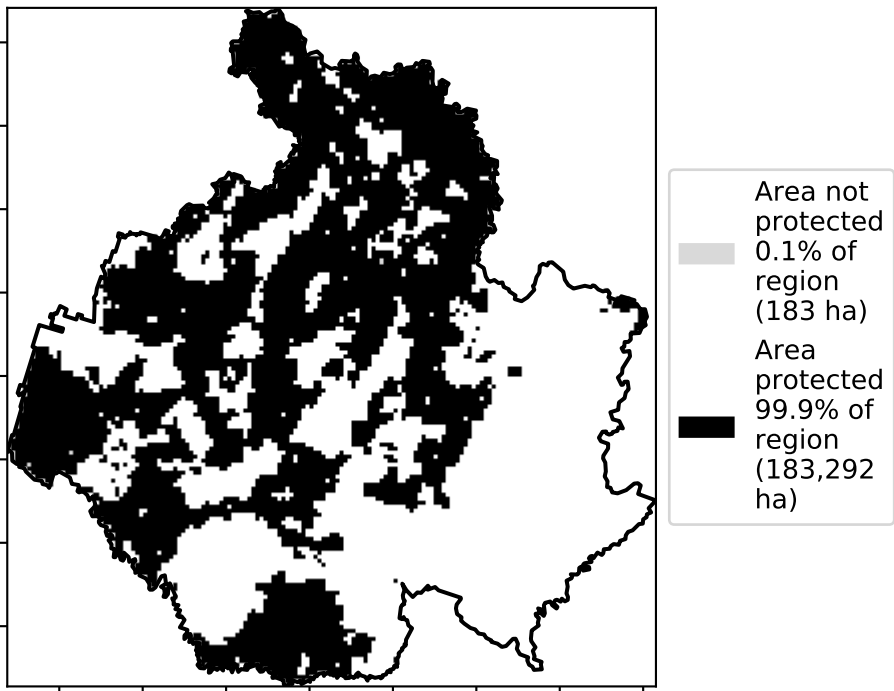 Area not
protected
0.1% of
region
(183 ha)
Area
protected
99.9% of
region
(183,292
ha)